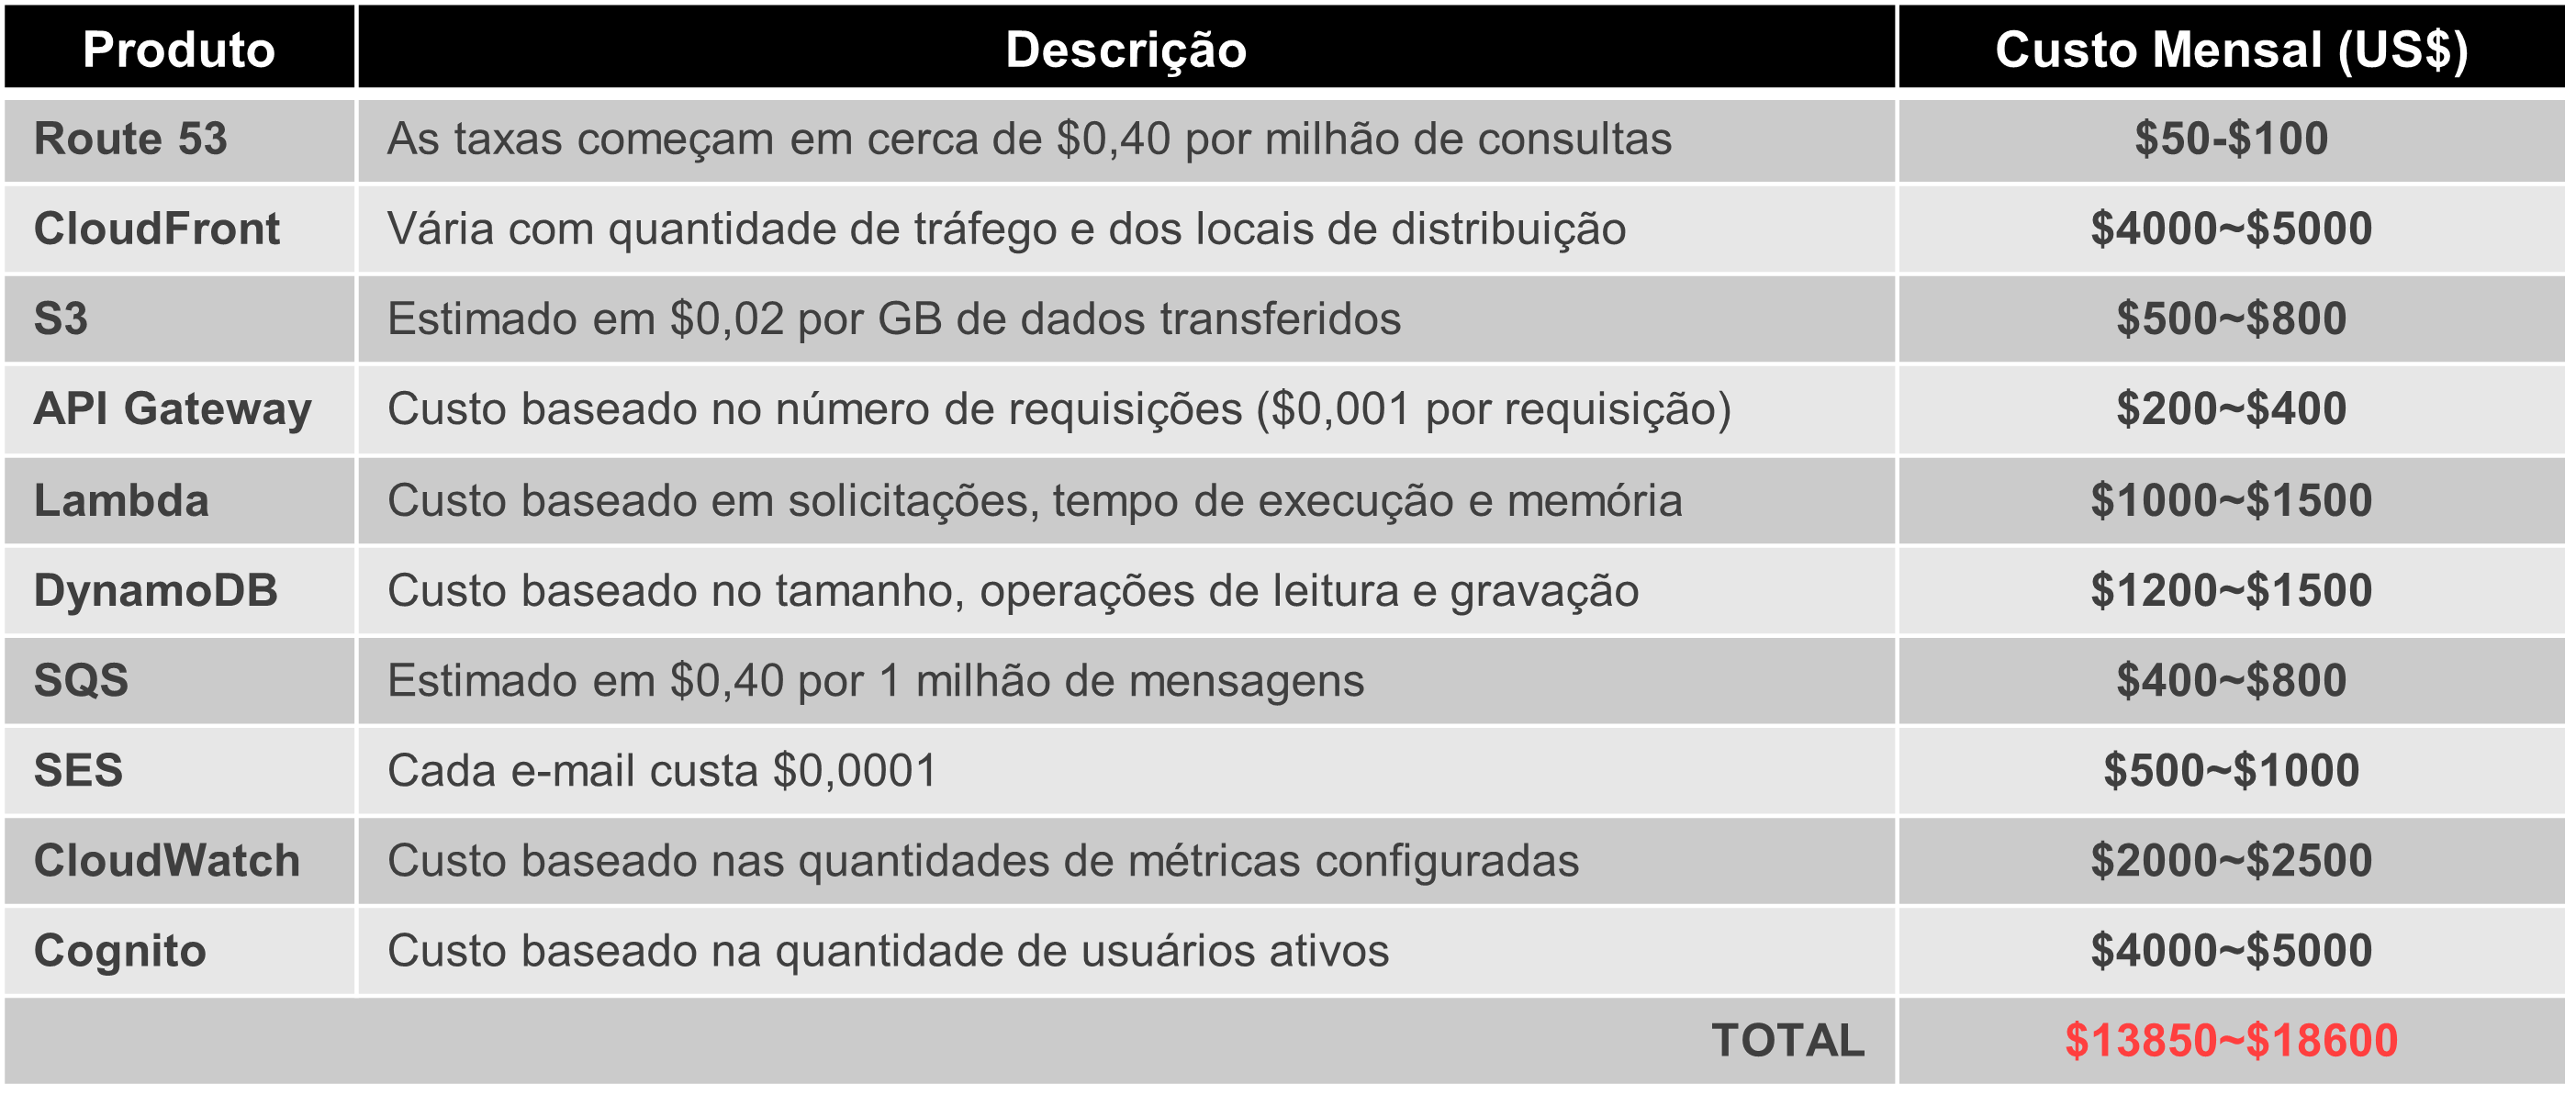 Produto Descrição Custo Mensal (US$)
Route 53 As taxas começam em cerca de $0,40 por milhão de consultas $50-$100
CloudFront Vária com quantidade de tráfego e dos locais de distribuição $4000~$5000
S3 Estimado em $0,02 por GB de dados transferidos $500~$800
API Gateway Custo baseado no número de requisições ($0,001 por requisição) $200~$400
Lambda Custo baseado em solicitações, tempo de execução e memória $1000~$1500
DynamoDB Custo baseado no tamanho, operações de leitura e gravação $1200~$1500
SQS Estimado em $0,40 por 1 milhão de mensagens $400~$800
SES Cada e-mail custa $0,0001 $500~$1000
CloudWatch Custo baseado nas quantidades de métricas configuradas $2000~$2500
Cognito Custo baseado na quantidade de usuários ativos $4000~$5000
TOTAL $13850~$18600